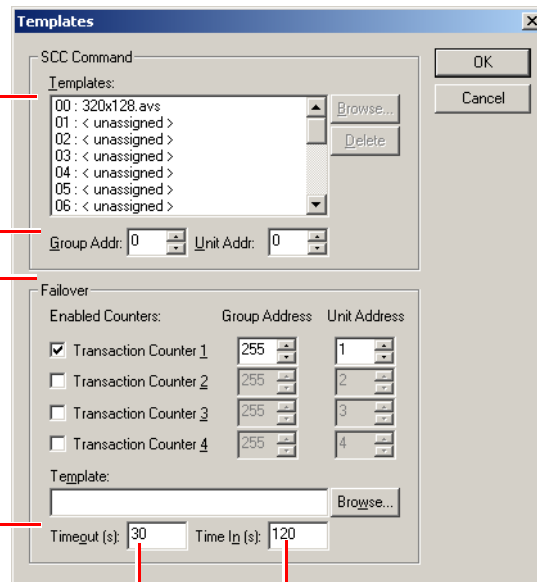 Templates
SCC Command
OK
Templates:
Cancel
00 : 320x128.avs
Browse...
01 : < unassigned >
02 : < unassigned >
Delete
03 : < unassigned >
04 : < unassigned >
05 : < unassigned >
06 : < unassigned >
Group Addr: 0 Unit Addr: 0
Failover
Enabled Counters: Group Address Unit Address
Transaction Counter 1 255 1
Transaction Counter 2 255 2
Transaction Counter 3 255 3
Transaction Counter 4 255 4
Template:
Browse...
Timeout (s): 30 Time In (s): 120